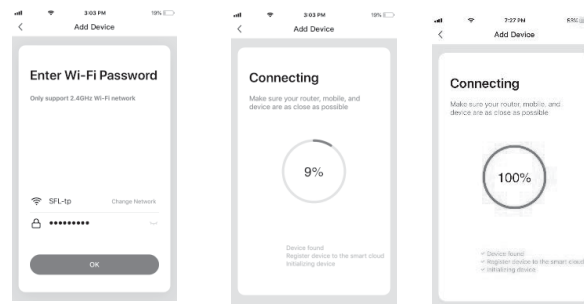 3:03 PM
19%
Add Device
Enter Wi-Fi Password
Only support 2.4GHz Wi-Fi network
SFL-tp
Change Network
•••••••••
OK
3:03 PM
19%
Add Device
Connecting
Make sure your router, mobile, and
device are as close as possible
9%
Device found
Register device to the smart cloud
Initializing device
7:27 PM
53%
Add Device
Connecting
Make sure your router, mobile, and
device are as close as possible
100%
✓ Device found
✓ Register device to the smart cloud
✓ Initializing device